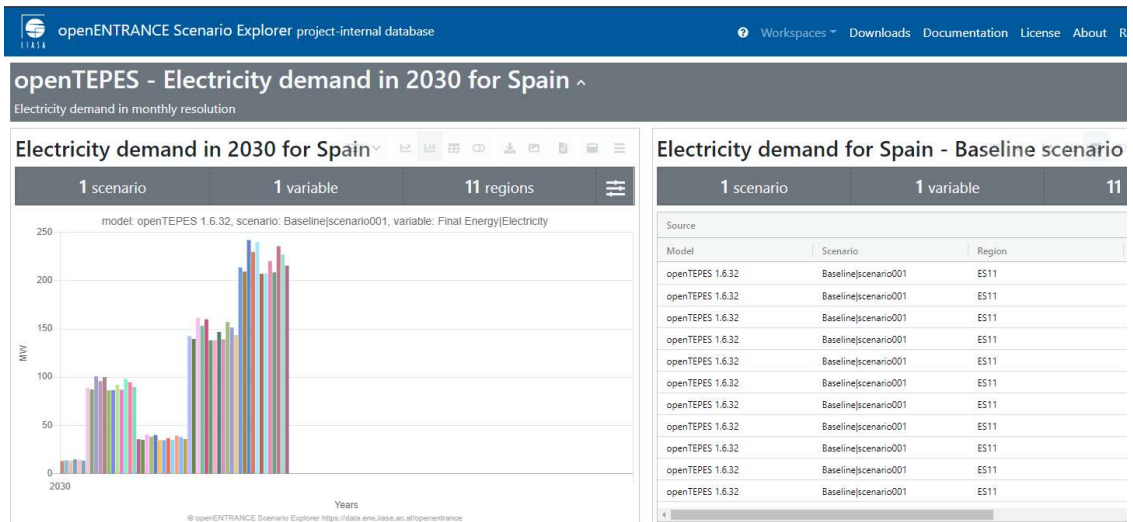 IIASA
openENTRANCE Scenario Explorer project-internal database
Workspaces Downloads Documentation License About R
openTEPES - Electricity demand in 2030 for Spain
Electricity demand in monthly resolution
Electricity demand in 2030 for Spain
1 scenario 1 variable 11 regions
model: openTEPES 1.6.32, scenario: Baseline|scenario001, variable: Final Energy|Electricity
250
200
150
100
50
0
MW
2030
Years
© openENTRANCE Scenario Explorer https://data.ene.iiasa.ac.at/openentrance
Electricity demand for Spain - Baseline scenario
1 scenario 1 variable 11
Source
Model Scenario Region
openTEPES 1.6.32 Baseline|scenario001 ES11
openTEPES 1.6.32 Baseline|scenario001 ES11
openTEPES 1.6.32 Baseline|scenario001 ES11
openTEPES 1.6.32 Baseline|scenario001 ES11
openTEPES 1.6.32 Baseline|scenario001 ES11
openTEPES 1.6.32 Baseline|scenario001 ES11
openTEPES 1.6.32 Baseline|scenario001 ES11
openTEPES 1.6.32 Baseline|scenario001 ES11
openTEPES 1.6.32 Baseline|scenario001 ES11
openTEPES 1.6.32 Baseline|scenario001 ES11
openTEPES 1.6.32 Baseline|scenario001 ES11